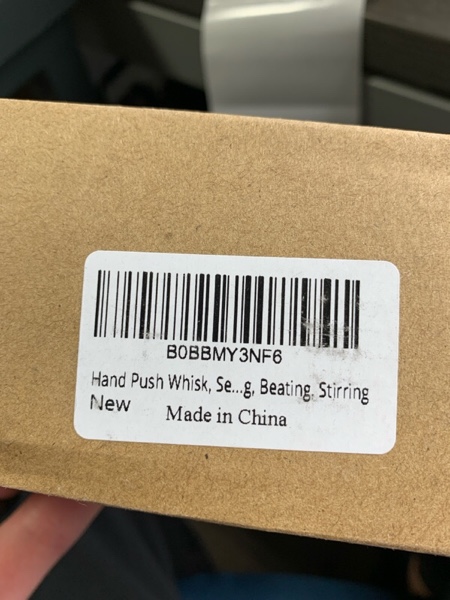 B0BBMY3NF6
Hand Push Whisk, Se...g, Beating, Stirring
New
Made in China